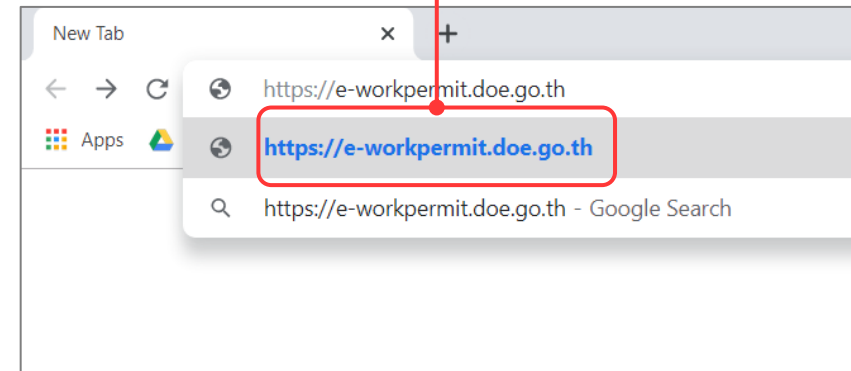 New Tab
https://e-workpermit.doe.go.th
Apps
https://e-workpermit.doe.go.th
https://e-workpermit.doe.go.th - Google Search